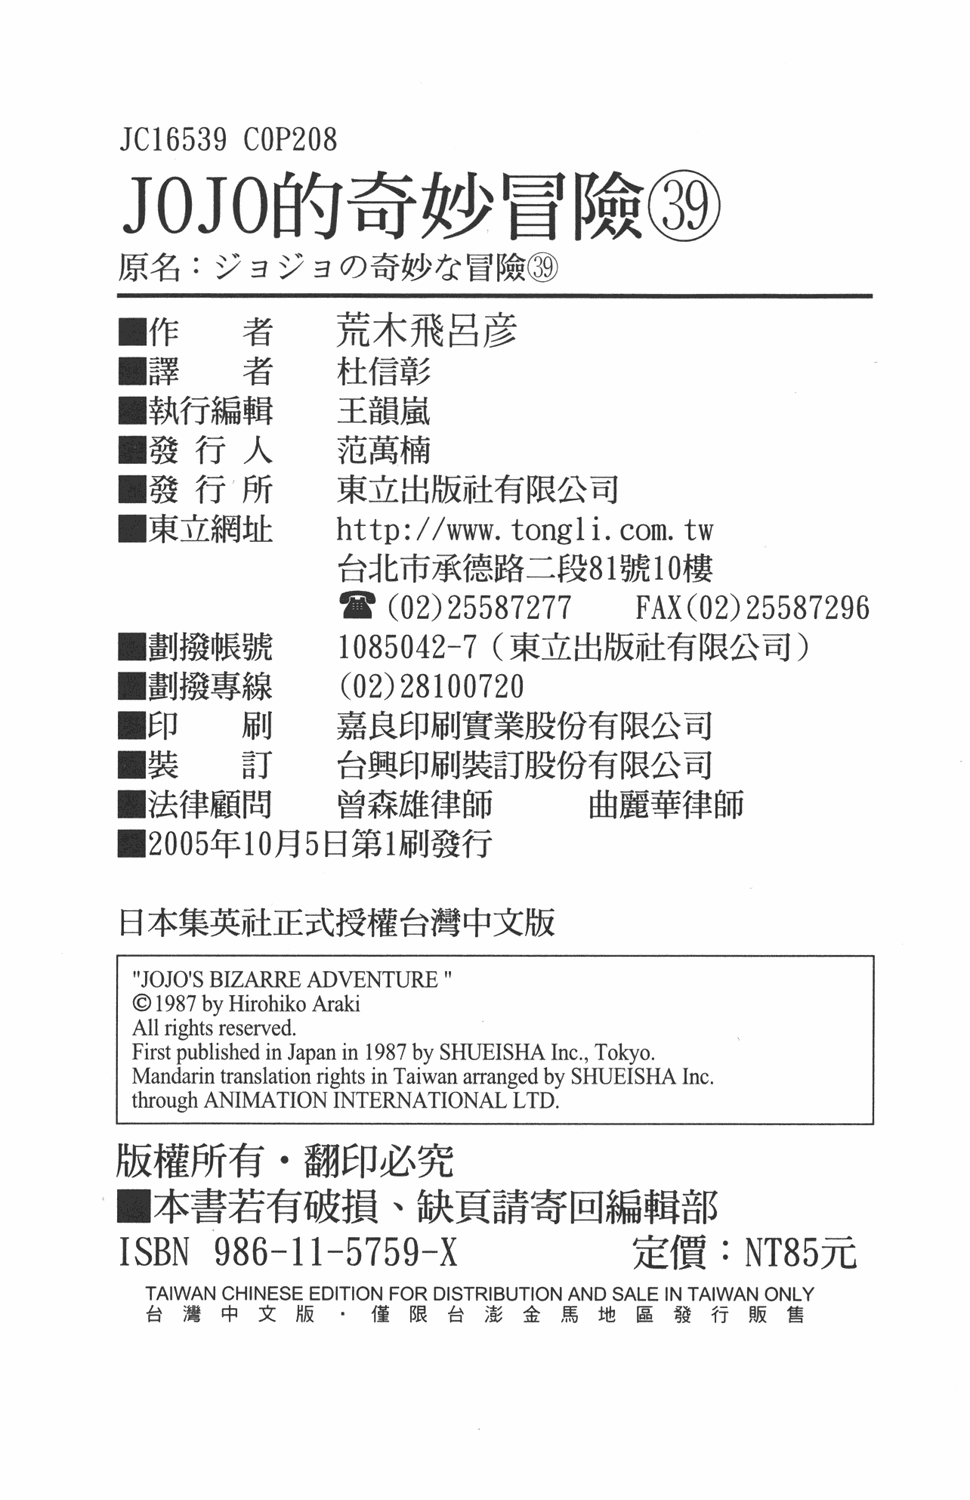 JC16539 COP208
JOJO的奇妙冒險㊴
原名：ジョジョの奇妙な冒險㊴
■作者 荒木飛呂彦
■譯者 杜信彰
■執行編輯 王韻嵐
■發行人 范萬楠
■發行所 東立出版社有限公司
■東立網址 http://www.tongli.com.tw
台北市承德路二段81號10樓
☎(02)25587277 FAX(02)25587296
■劃撥帳號 1085042-7（東立出版社有限公司）
■劃撥專線 (02)28100720
■印刷 嘉良印刷實業股份有限公司
■裝訂 台興印刷裝訂股份有限公司
■法律顧問 曾森雄律師 曲麗華律師
■2005年10月5日第1刷發行
日本集英社正式授權台灣中文版
"JOJO'S BIZARRE ADVENTURE "
©1987 by Hirohiko Araki
All rights reserved.
First published in Japan in 1987 by SHUEISHA Inc., Tokyo.
Mandarin translation rights in Taiwan arranged by SHUEISHA Inc.
through ANIMATION INTERNATIONAL LTD.
版權所有・翻印必究
■本書若有破損、缺頁請寄回編輯部
ISBN 986-11-5759-X 定價：NT85元
TAIWAN CHINESE EDITION FOR DISTRIBUTION AND SALE IN TAIWAN ONLY
台灣中文版・僅限台澎金馬地區發行販售